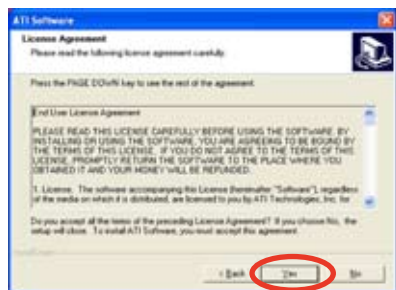 ATI Software
License Agreement
Please read the following license agreement carefully.
Press the PAGE DOWN key to see the rest of the agreement.
End User License Agreement
PLEASE READ THIS LICENSE CAREFULLY BEFORE USING THE SOFTWARE. BY
INSTALLING OR USING THE SOFTWARE, YOU ARE AGREEING TO BE BOUND BY
THE TERMS OF THIS LICENSE. IF YOU DO NOT AGREE TO THE TERMS OF THIS
LICENSE, PROMPTLY RETURN THE SOFTWARE TO THE PLACE WHERE YOU
OBTAINED IT AND YOUR MONEY WILL BE REFUNDED.
1. License. The software accompanying this License (hereinafter "Software"), regardless
of the media on which it is distributed, are licensed to you by ATI Technologies, Inc. for
Do you accept all the terms of the preceding License Agreement? If you choose No, the
setup will close. To install ATI Software, you must accept this agreement.
< Back
Yes
No